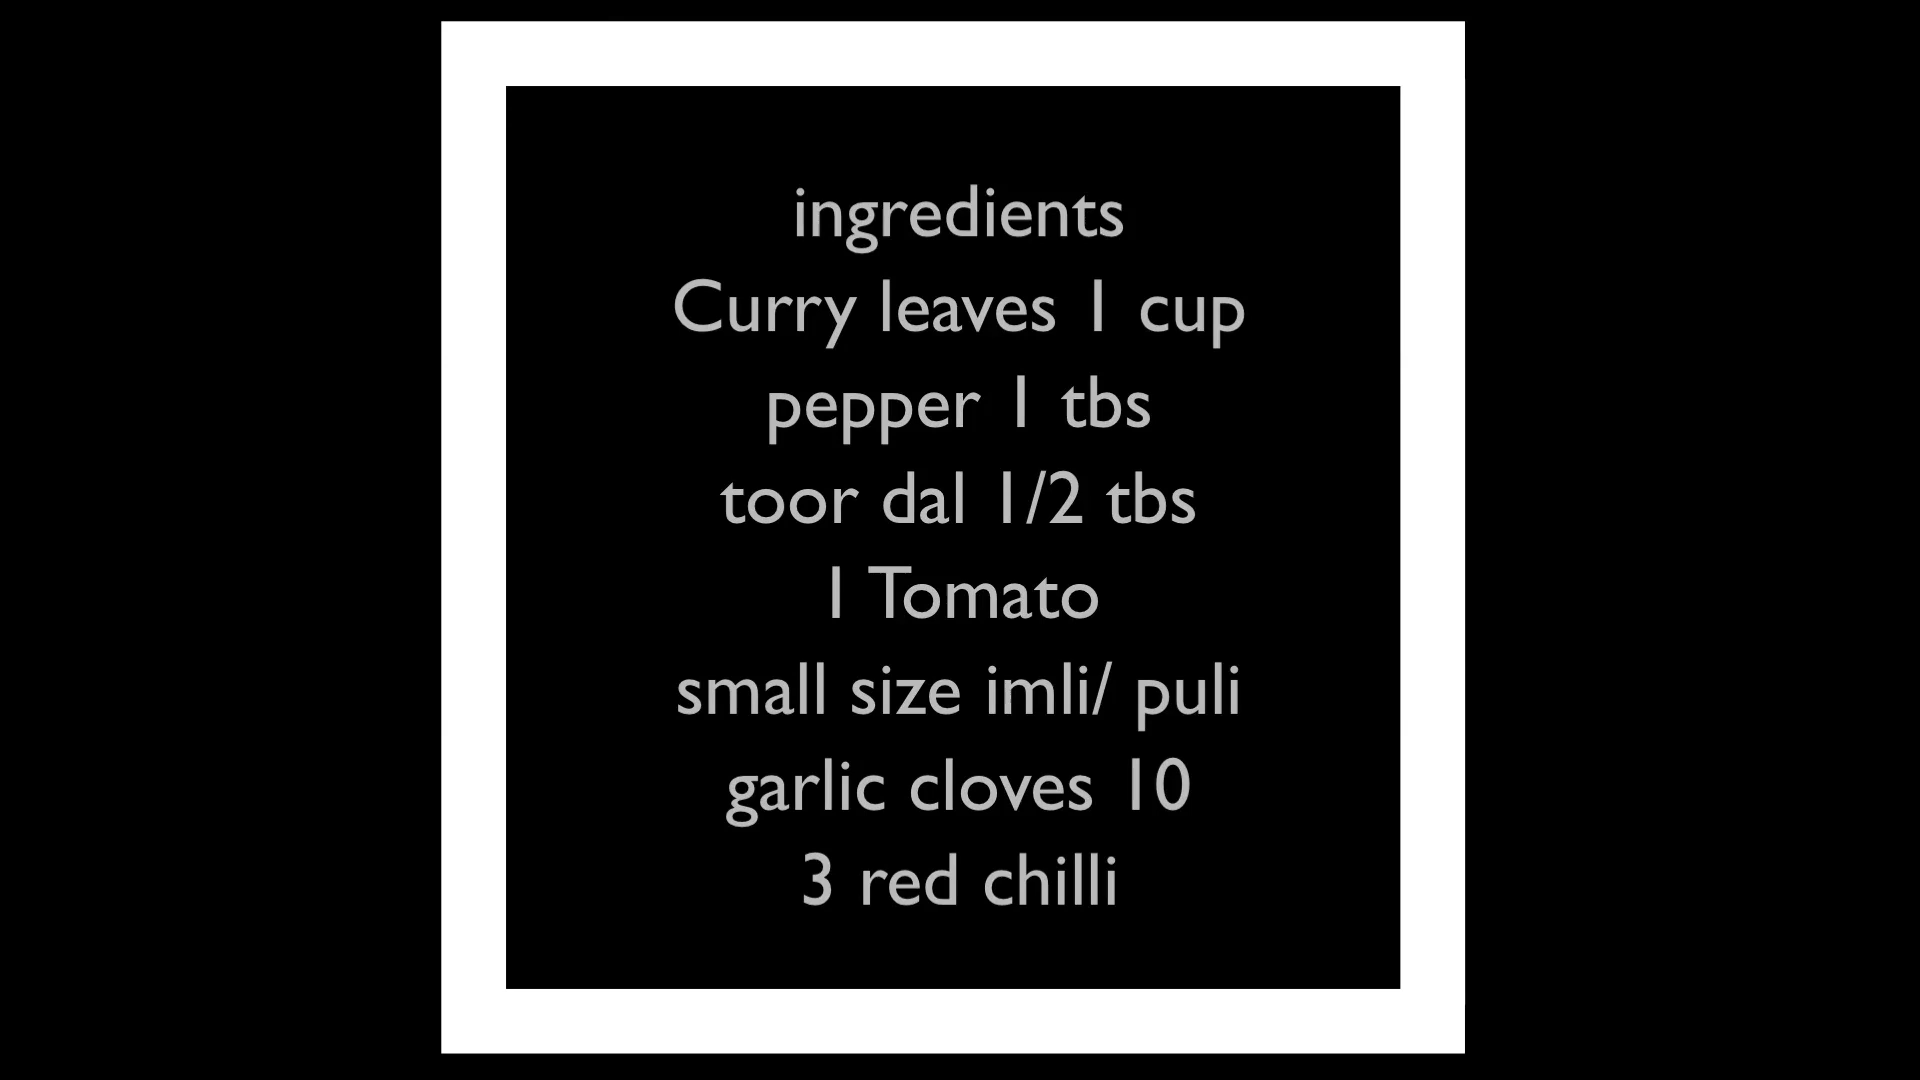 ingredients
Curry leaves 1 cup
pepper 1 tbs
toor dal 1/2 tbs
1 Tomato
small size imli/ puli
garlic cloves 10
3 red chilli